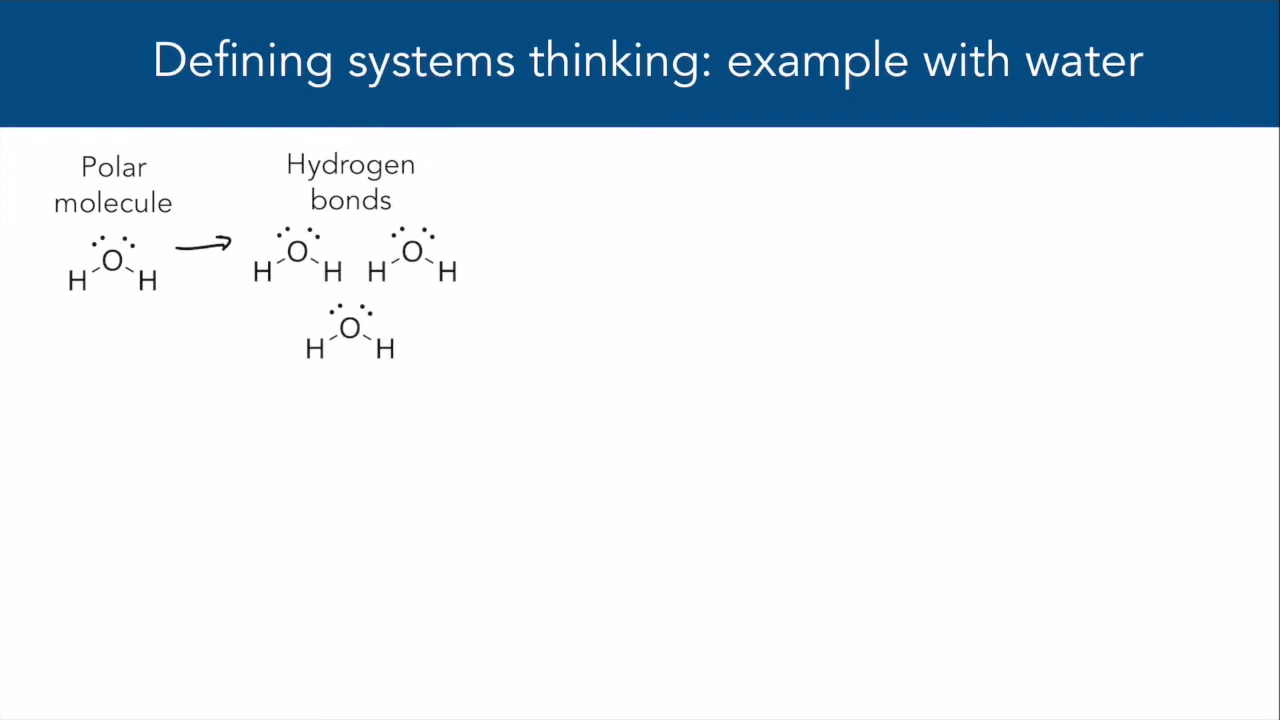 Defining systems thinking: example with water
Polar
molecule
O
H H
Hydrogen
bonds
O O
H H H H
O
H H